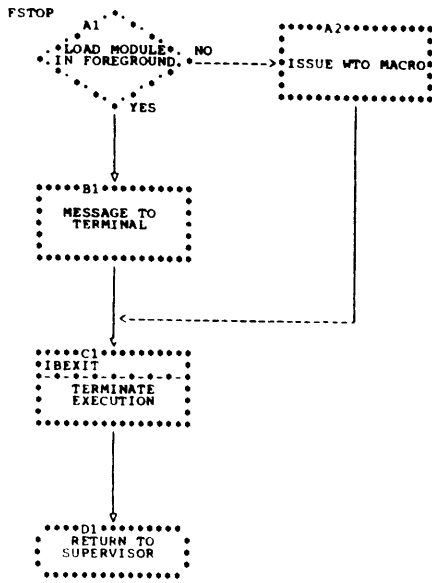 FSTOP
A1
LOAD MODULE
IN FOREGROUND
NO
YES
A2
ISSUE WTO MACRO
B1
MESSAGE TO
TERMINAL
C1
IBEXIT
TERMINATE
EXECUTION
D1
RETURN TO
SUPERVISOR